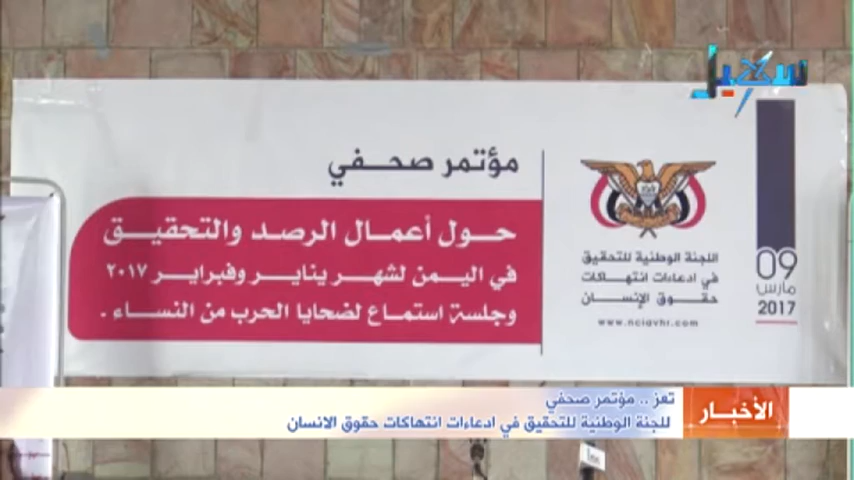 سهيل
مؤتمر صحفي
حول أعمال الرصد والتحقيق
في اليمن لشهر يناير وفبراير ٢٠١٧
وجلسة استماع لضحايا الحرب من النساء .
اللجنة الوطنية للتحقيق
في ادعاءات انتهاكات
حقوق الإنسان
www.nciavhr.com
09
مارس
2017
الأخبار
تعز .. مؤتمر صحفي
للجنة الوطنية للتحقيق في ادعاءات انتهاكات حقوق الانسان